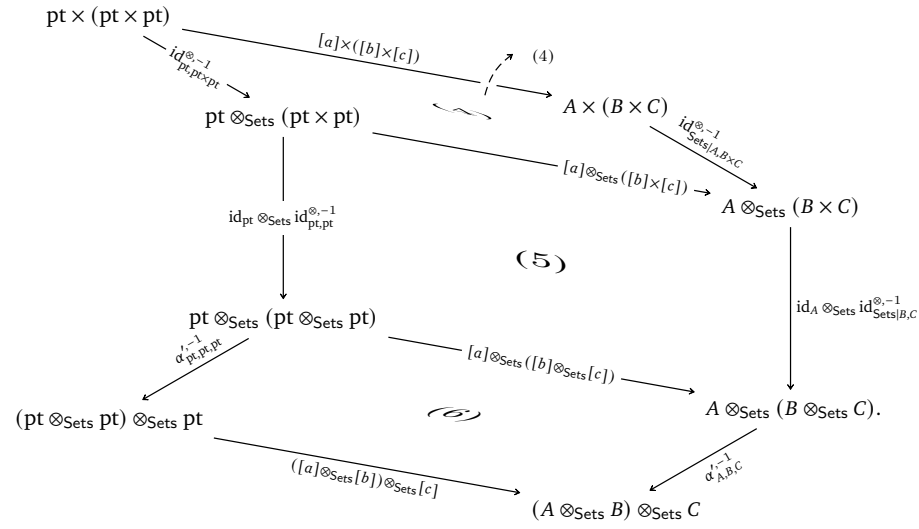 pt × (pt × pt)
[a]×([b]×[c])
(4)
id^{⊗,-1}_{pt,pt×pt}
A × (B × C)
pt ⊗_Sets (pt × pt)
id^{⊗,-1}_{Sets|A,B×C}
[a]⊗_Sets([b]×[c])
A ⊗_Sets (B × C)
id_pt ⊗_Sets id^{⊗,-1}_{pt,pt}
(5)
id_A ⊗_Sets id^{⊗,-1}_{Sets|B,C}
pt ⊗_Sets (pt ⊗_Sets pt)
α^{′,-1}_{pt,pt,pt}
[a]⊗_Sets([b]⊗_Sets[c])
(pt ⊗_Sets pt) ⊗_Sets pt
(6)
A ⊗_Sets (B ⊗_Sets C).
([a]⊗_Sets[b])⊗_Sets[c]
α^{′,-1}_{A,B,C}
(A ⊗_Sets B) ⊗_Sets C